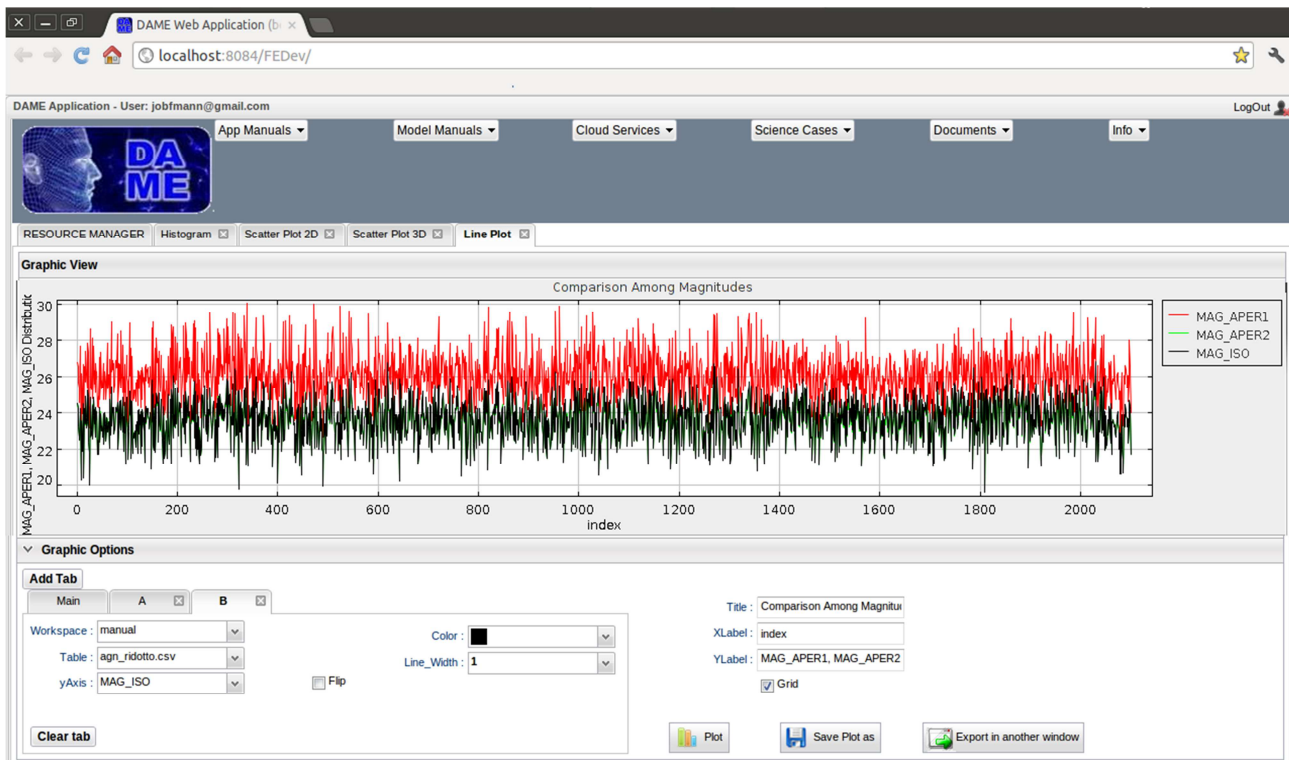 DAME Web Application (b
localhost:8084/FEDev/
DAME Application - User: jobfmann@gmail.com LogOut
DA
ME
App Manuals Model Manuals Cloud Services Science Cases Documents Info
RESOURCE MANAGER Histogram Scatter Plot 2D Scatter Plot 3D Line Plot
Graphic View
Comparison Among Magnitudes
MAG_APER1, MAG_APER2, MAG_ISO Distributic
30
28
26
24
22
20
0 200 400 600 800 1000 1200 1400 1600 1800 2000
index
MAG_APER1
MAG_APER2
MAG_ISO
Graphic Options
Add Tab
Main A B
Workspace : manual
Table : agn_ridotto.csv
yAxis : MAG_ISO
Flip
Color :
Line_Width : 1
Clear tab
Title : Comparison Among Magnitu
XLabel : index
YLabel : MAG_APER1, MAG_APER2
Grid
Plot Save Plot as Export in another window